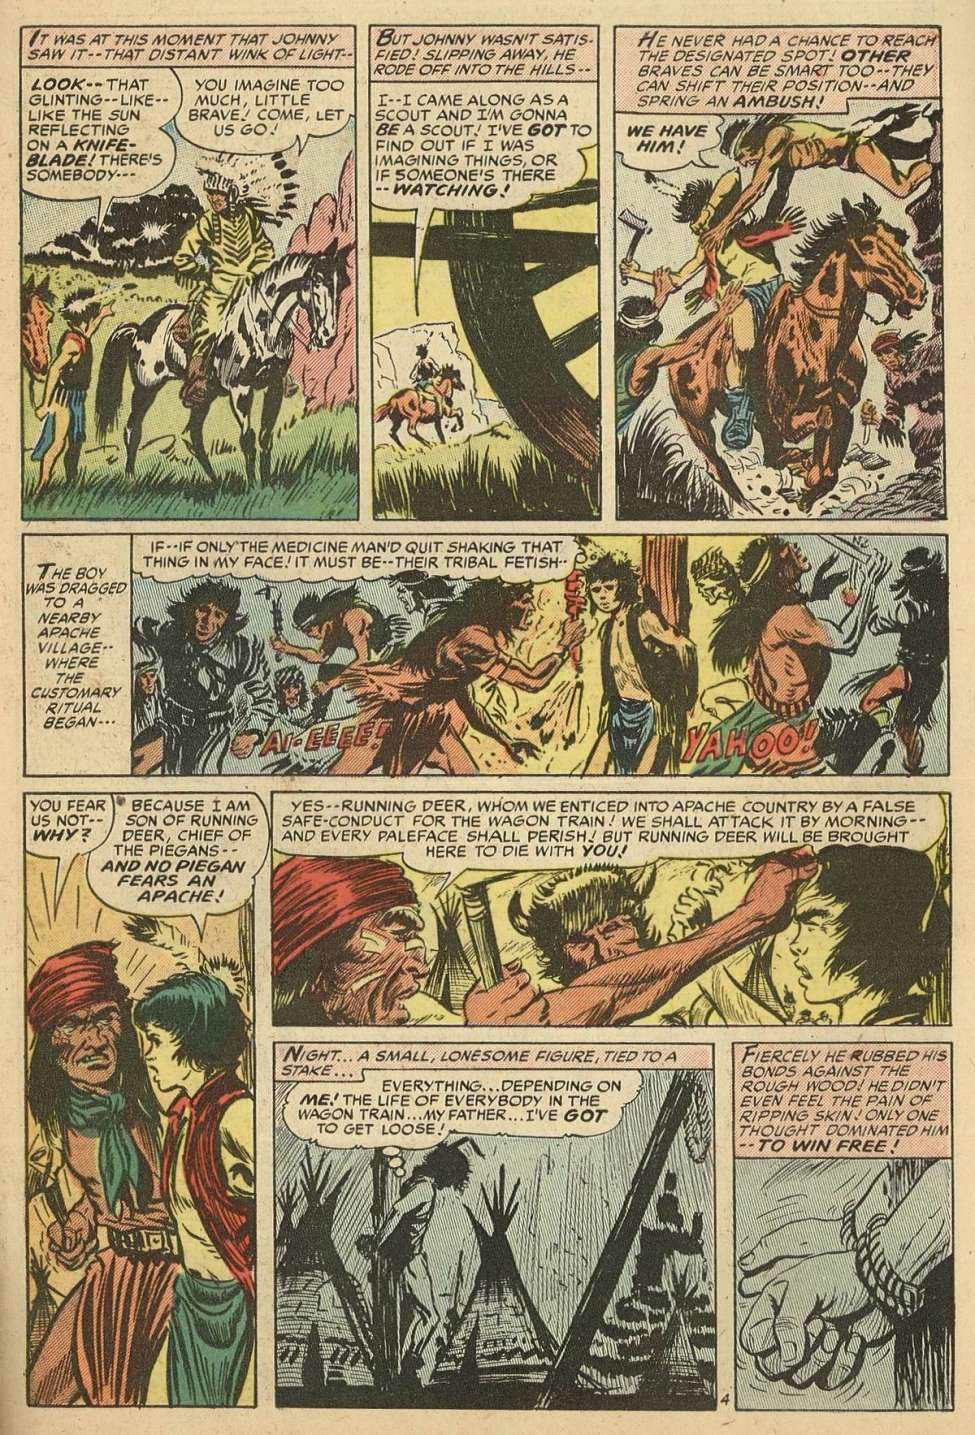 IT WAS AT THIS MOMENT THAT JOHNNY
SAW IT--THAT DISTANT WINK OF LIGHT--
LOOK--THAT
GLINTING--LIKE--
LIKE THE SUN
REFLECTING
ON A KNIFE-
BLADE! THERE'S
SOMEBODY---
YOU IMAGINE TOO
MUCH, LITTLE
BRAVE! COME, LET
US GO!
BUT JOHNNY WASN'T SATIS-
FIED! SLIPPING AWAY, HE
RODE OFF INTO THE HILLS--
I--I CAME ALONG AS A
SCOUT AND I'M GONNA
BE A SCOUT! I'VE GOT TO
FIND OUT IF I WAS
IMAGINING THINGS, OR
IF SOMEONE'S THERE
--WATCHING!
HE NEVER HAD A CHANCE TO REACH
THE DESIGNATED SPOT! OTHER
BRAVES CAN BE SMART TOO--THEY
CAN SHIFT THEIR POSITION--AND
SPRING AN AMBUSH!
WE HAVE
HIM!
THE BOY
WAS DRAGGED
TO A
NEARBY
APACHE
VILLAGE--
WHERE
THE
CUSTOMARY
RITUAL
BEGAN---
IF--IF ONLY THE MEDICINE MAN'D QUIT SHAKING THAT
THING IN MY FACE! IT MUST BE--THEIR TRIBAL FETISH--
AI-EEEE!
YAHOO!
YOU FEAR
US NOT--
WHY?
BECAUSE I AM
SON OF RUNNING
DEER, CHIEF OF
THE PIEGANS--
AND NO PIEGAN
FEARS AN
APACHE!
YES--RUNNING DEER, WHOM WE ENTICED INTO APACHE COUNTRY BY A FALSE
SAFE-CONDUCT FOR THE WAGON TRAIN! WE SHALL ATTACK IT BY MORNING--
AND EVERY PALEFACE SHALL PERISH! BUT RUNNING DEER WILL BE BROUGHT
HERE TO DIE WITH YOU!
NIGHT... A SMALL, LONESOME FIGURE, TIED TO A
STAKE...
EVERYTHING...DEPENDING ON
ME! THE LIFE OF EVERYBODY IN THE
WAGON TRAIN...MY FATHER...I'VE GOT
TO GET LOOSE!
FIERCELY HE RUBBED HIS
BONDS AGAINST THE
ROUGH WOOD! HE DIDN'T
EVEN FEEL THE PAIN OF
RIPPING SKIN! ONLY ONE
THOUGHT DOMINATED HIM
--TO WIN FREE!
4